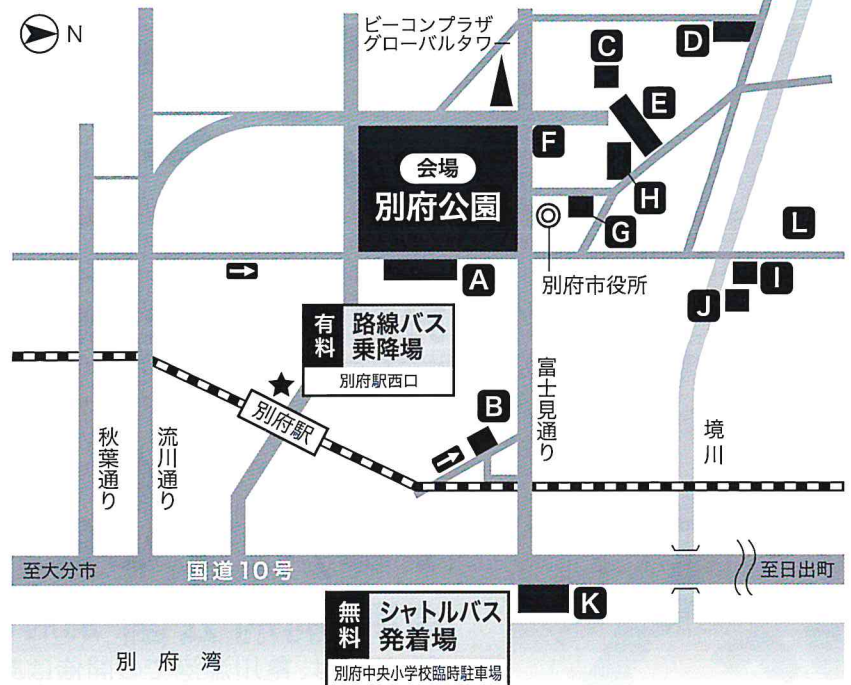 N
ビーコンプラザ
グローバルタワー
C
D
E
F
会場
別府公園
H
G
L
A
別府市役所
I
J
有料
路線バス
乗降場
別府駅西口
富士見通り
B
別府駅
秋葉通り
流川通り
境川
至大分市
国道10号
至日出町
K
無料
シャトルバス
発着場
別府中央小学校臨時駐車場
別府湾